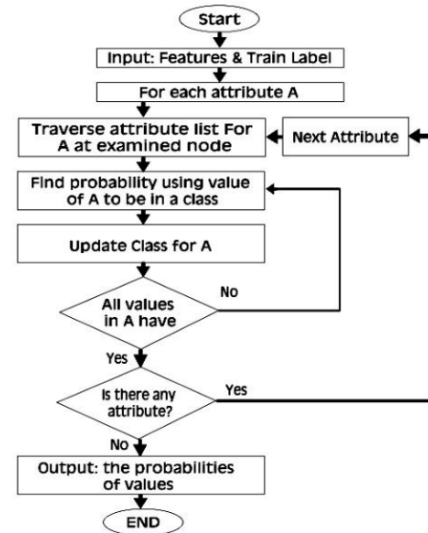 Start
Input: Features & Train Label
For each attribute A
Traverse attribute list For
A at examined node
Next Attribute
Find probability using value
of A to be in a class
Update Class for A
All values
in A have
No
Yes
Is there any
attribute?
Yes
No
Output: the probabilities
of values
END